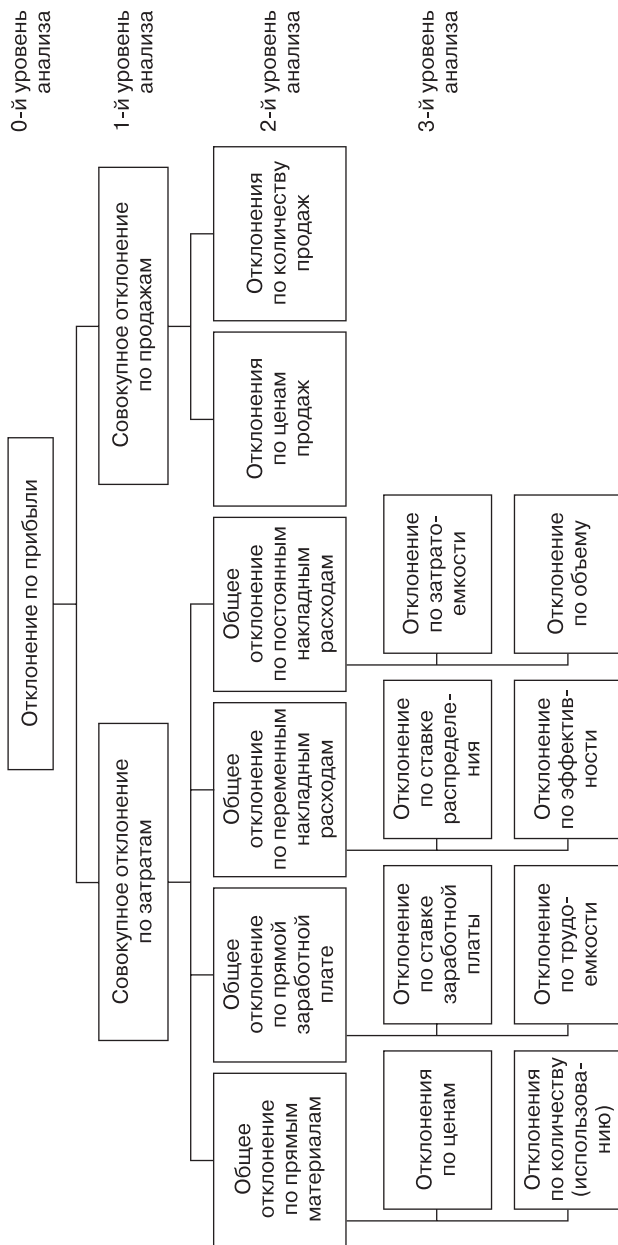 0-й уровень
анализа
Отклонение по прибыли
1-й уровень
анализа
Совокупное отклонение
по затратам
Совокупное отклонение
по продажам
2-й уровень
анализа
Общее
отклонение
по прямым
материалам
Общее
отклонение
по прямой
заработной
плате
Общее
отклонение
по переменным
накладным
расходам
Общее
отклонение
по постоянным
накладным
расходам
Отклонения
по ценам
продаж
Отклонения
по количеству
продаж
3-й уровень
анализа
Отклонения
по ценам
Отклонение
по ставке
заработной
платы
Отклонение
по ставке
распределе-
ния
Отклонение
по затрато-
емкости
Отклонения
по количеству
(использова-
нию)
Отклонение
по трудо-
емкости
Отклонение
по эффектив-
ности
Отклонение
по объему